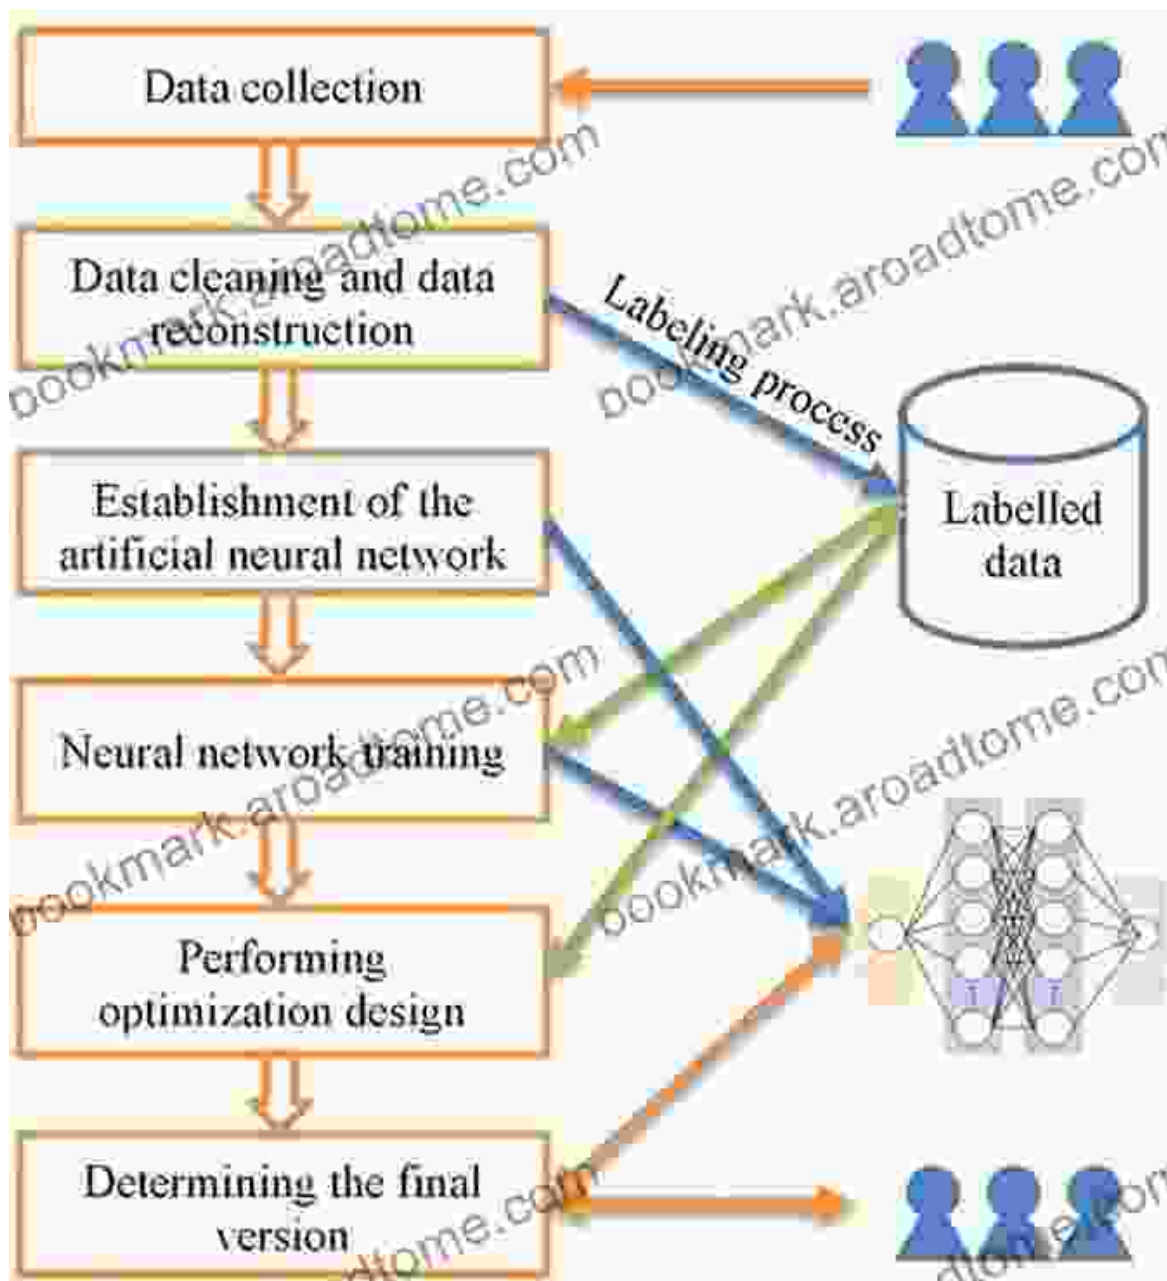 Data collection
Data cleaning and data
reconstruction
Labeling process
Establishment of the
artificial neural network
Labelled
data
Neural network training
Performing
optimization design
Determining the final
version
bookmark.aroadtome.com
bookmark.aroadtome.com
bookmark.aroadtome.com
bookmark.aroadtome.com